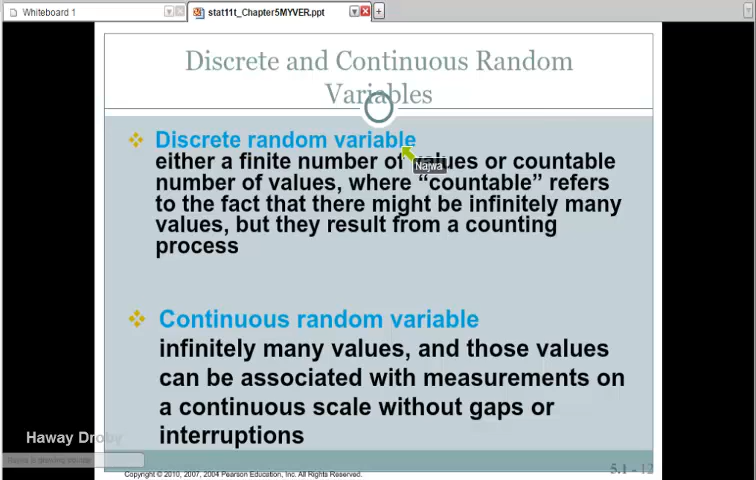 Whiteboard 1
stat11t_Chapter5MYVER.ppt
Discrete and Continuous Random
Variables
Discrete random variable
either a finite number of values or countable
Najwa
number of values, where “countable” refers
to the fact that there might be infinitely many
values, but they result from a counting
process
Continuous random variable
infinitely many values, and those values
can be associated with measurements on
a continuous scale without gaps or
interruptions
Haway Droby
Copyright © 2010, 2007, 2004 Pearson Education, Inc. All Rights Reserved.
5.1 - 12